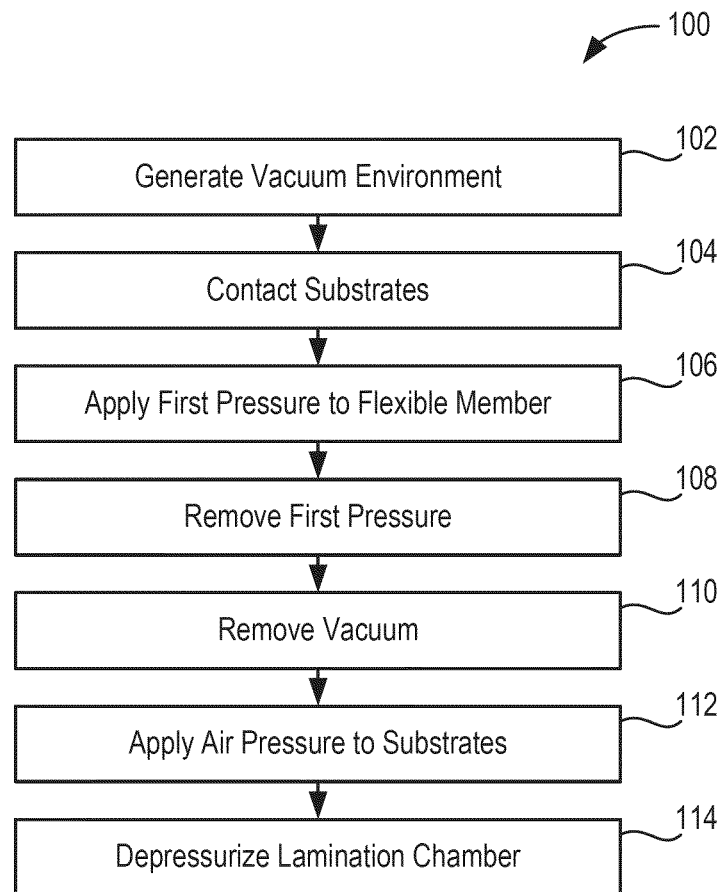 100
102
Generate Vacuum Environment
104
Contact Substrates
106
Apply First Pressure to Flexible Member
108
Remove First Pressure
110
Remove Vacuum
112
Apply Air Pressure to Substrates
114
Depressurize Lamination Chamber